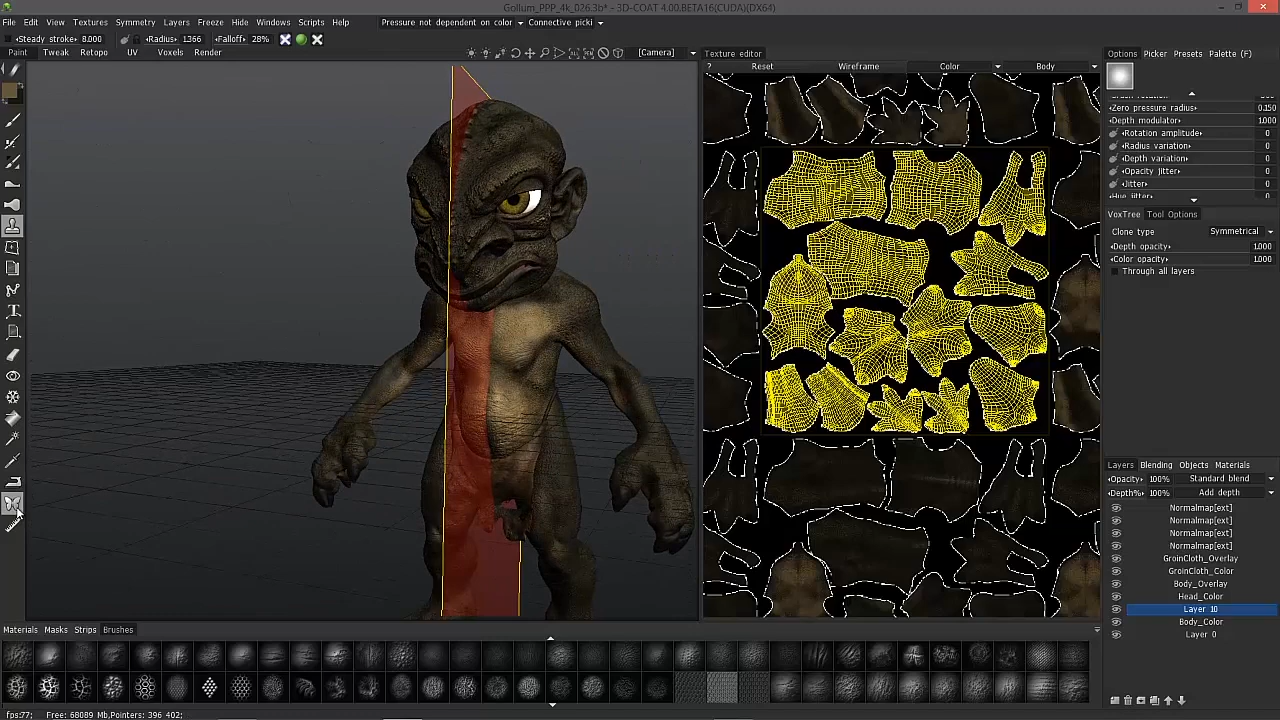 Gollum_PPP_4k_026.3b* - 3D-COAT 4.00.BETA16(CUDA)(DX64)
File Edit View Textures Symmetry Layers Freeze Hide Windows Scripts Help Pressure not dependent on color Connective picki
Steady stroke: 8.000 Radius: 1366 Falloff: 28%
Paint Tweak Retopo UV Voxels Render [Camera] Texture editor Options Picker Presets Palette (F)
? Reset Wireframe Color Body
Zero pressure radius 0.150
Depth modulator 1.000
Rotation amplitude 0
Radius variation 0
Depth variation 0
Opacity jitter 0
Jitter 0
Hue jitter 0
VoxTree Tool Options
Clone type Symmetrical
Depth opacity 1.000
Color opacity 1.000
Through all layers
Layers Blending Objects Materials
Opacity 100% Standard blend
Depth 100% Add depth
Normalmap[ext]
Normalmap[ext]
Normalmap[ext]
Normalmap[ext]
GroinCloth_Overlay
GroinCloth_Color
Body_Overlay
Head_Color
Layer 10
Body_Color
Layer 0
Materials Masks Strips Brushes
fps:77; Free: 68089 Mb,Pointers: 396 402;